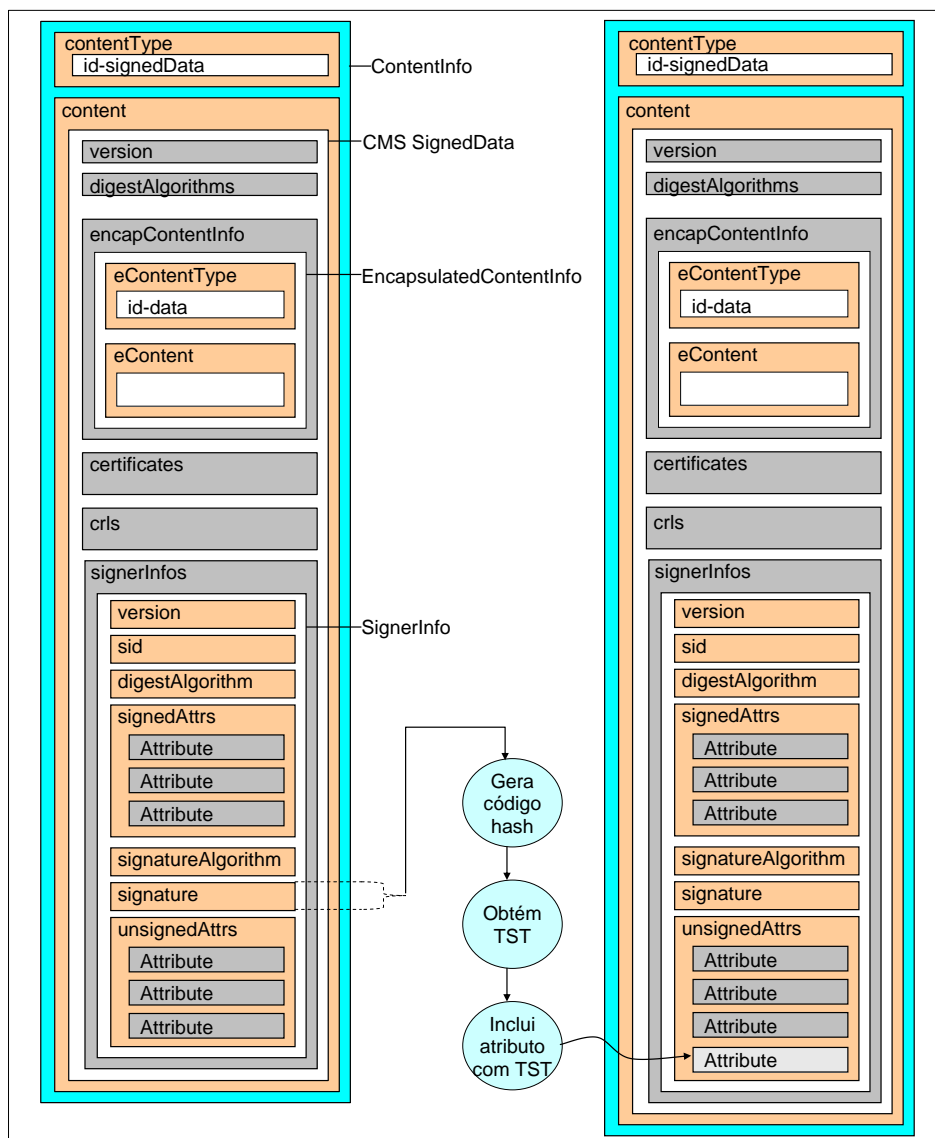 contentType
id-signedData
ContentInfo
content
CMS SignedData
version
digestAlgorithms
encapContentInfo
eContentType
EncapsulatedContentInfo
id-data
eContent
certificates
crls
signerInfos
version
SignerInfo
sid
digestAlgorithm
signedAttrs
Attribute
Attribute
Attribute
signatureAlgorithm
signature
unsignedAttrs
Attribute
Attribute
Attribute
Gera
código
hash
Obtém
TST
Inclui
atributo
com TST
contentType
id-signedData
content
version
digestAlgorithms
encapContentInfo
eContentType
id-data
eContent
certificates
crls
signerInfos
version
sid
digestAlgorithm
signedAttrs
Attribute
Attribute
Attribute
signatureAlgorithm
signature
unsignedAttrs
Attribute
Attribute
Attribute
Attribute